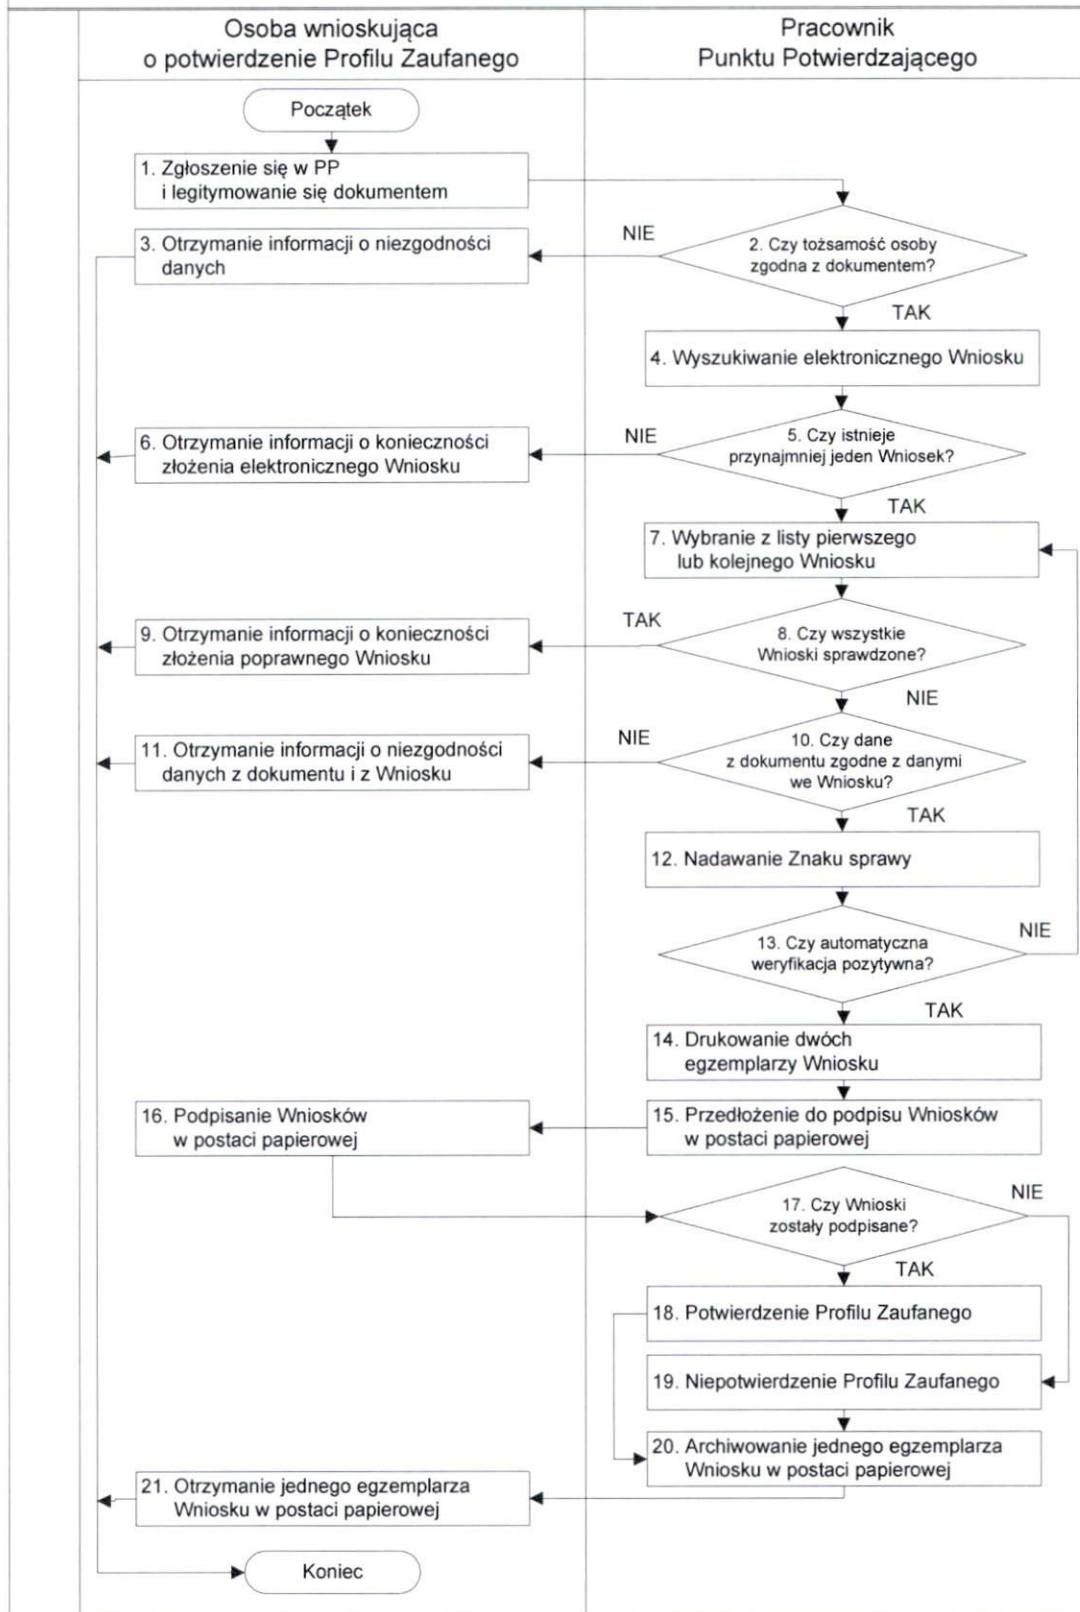 Osoba wnioskująca
o potwierdzenie Profilu Zaufanego
Pracownik
Punktu Potwierdzającego
Początek
1. Zgłoszenie się w PP
i legitymowanie się dokumentem
2. Czy tożsamość osoby
zgodna z dokumentem?
NIE
3. Otrzymanie informacji o niezgodności
danych
TAK
4. Wyszukiwanie elektronicznego Wniosku
5. Czy istnieje
przynajmniej jeden Wniosek?
NIE
6. Otrzymanie informacji o konieczności
złożenia elektronicznego Wniosku
TAK
7. Wybranie z listy pierwszego
lub kolejnego Wniosku
8. Czy wszystkie
Wnioski sprawdzone?
TAK
9. Otrzymanie informacji o konieczności
złożenia poprawnego Wniosku
NIE
10. Czy dane
z dokumentu zgodne z danymi
we Wniosku?
NIE
11. Otrzymanie informacji o niezgodności
danych z dokumentu i z Wniosku
TAK
12. Nadawanie Znaku sprawy
13. Czy automatyczna
weryfikacja pozytywna?
NIE
TAK
14. Drukowanie dwóch
egzemplarzy Wniosku
15. Przedłożenie do podpisu Wniosków
w postaci papierowej
16. Podpisanie Wniosków
w postaci papierowej
17. Czy Wnioski
zostały podpisane?
NIE
TAK
18. Potwierdzenie Profilu Zaufanego
19. Niepotwierdzenie Profilu Zaufanego
20. Archiwowanie jednego egzemplarza
Wniosku w postaci papierowej
21. Otrzymanie jednego egzemplarza
Wniosku w postaci papierowej
Koniec